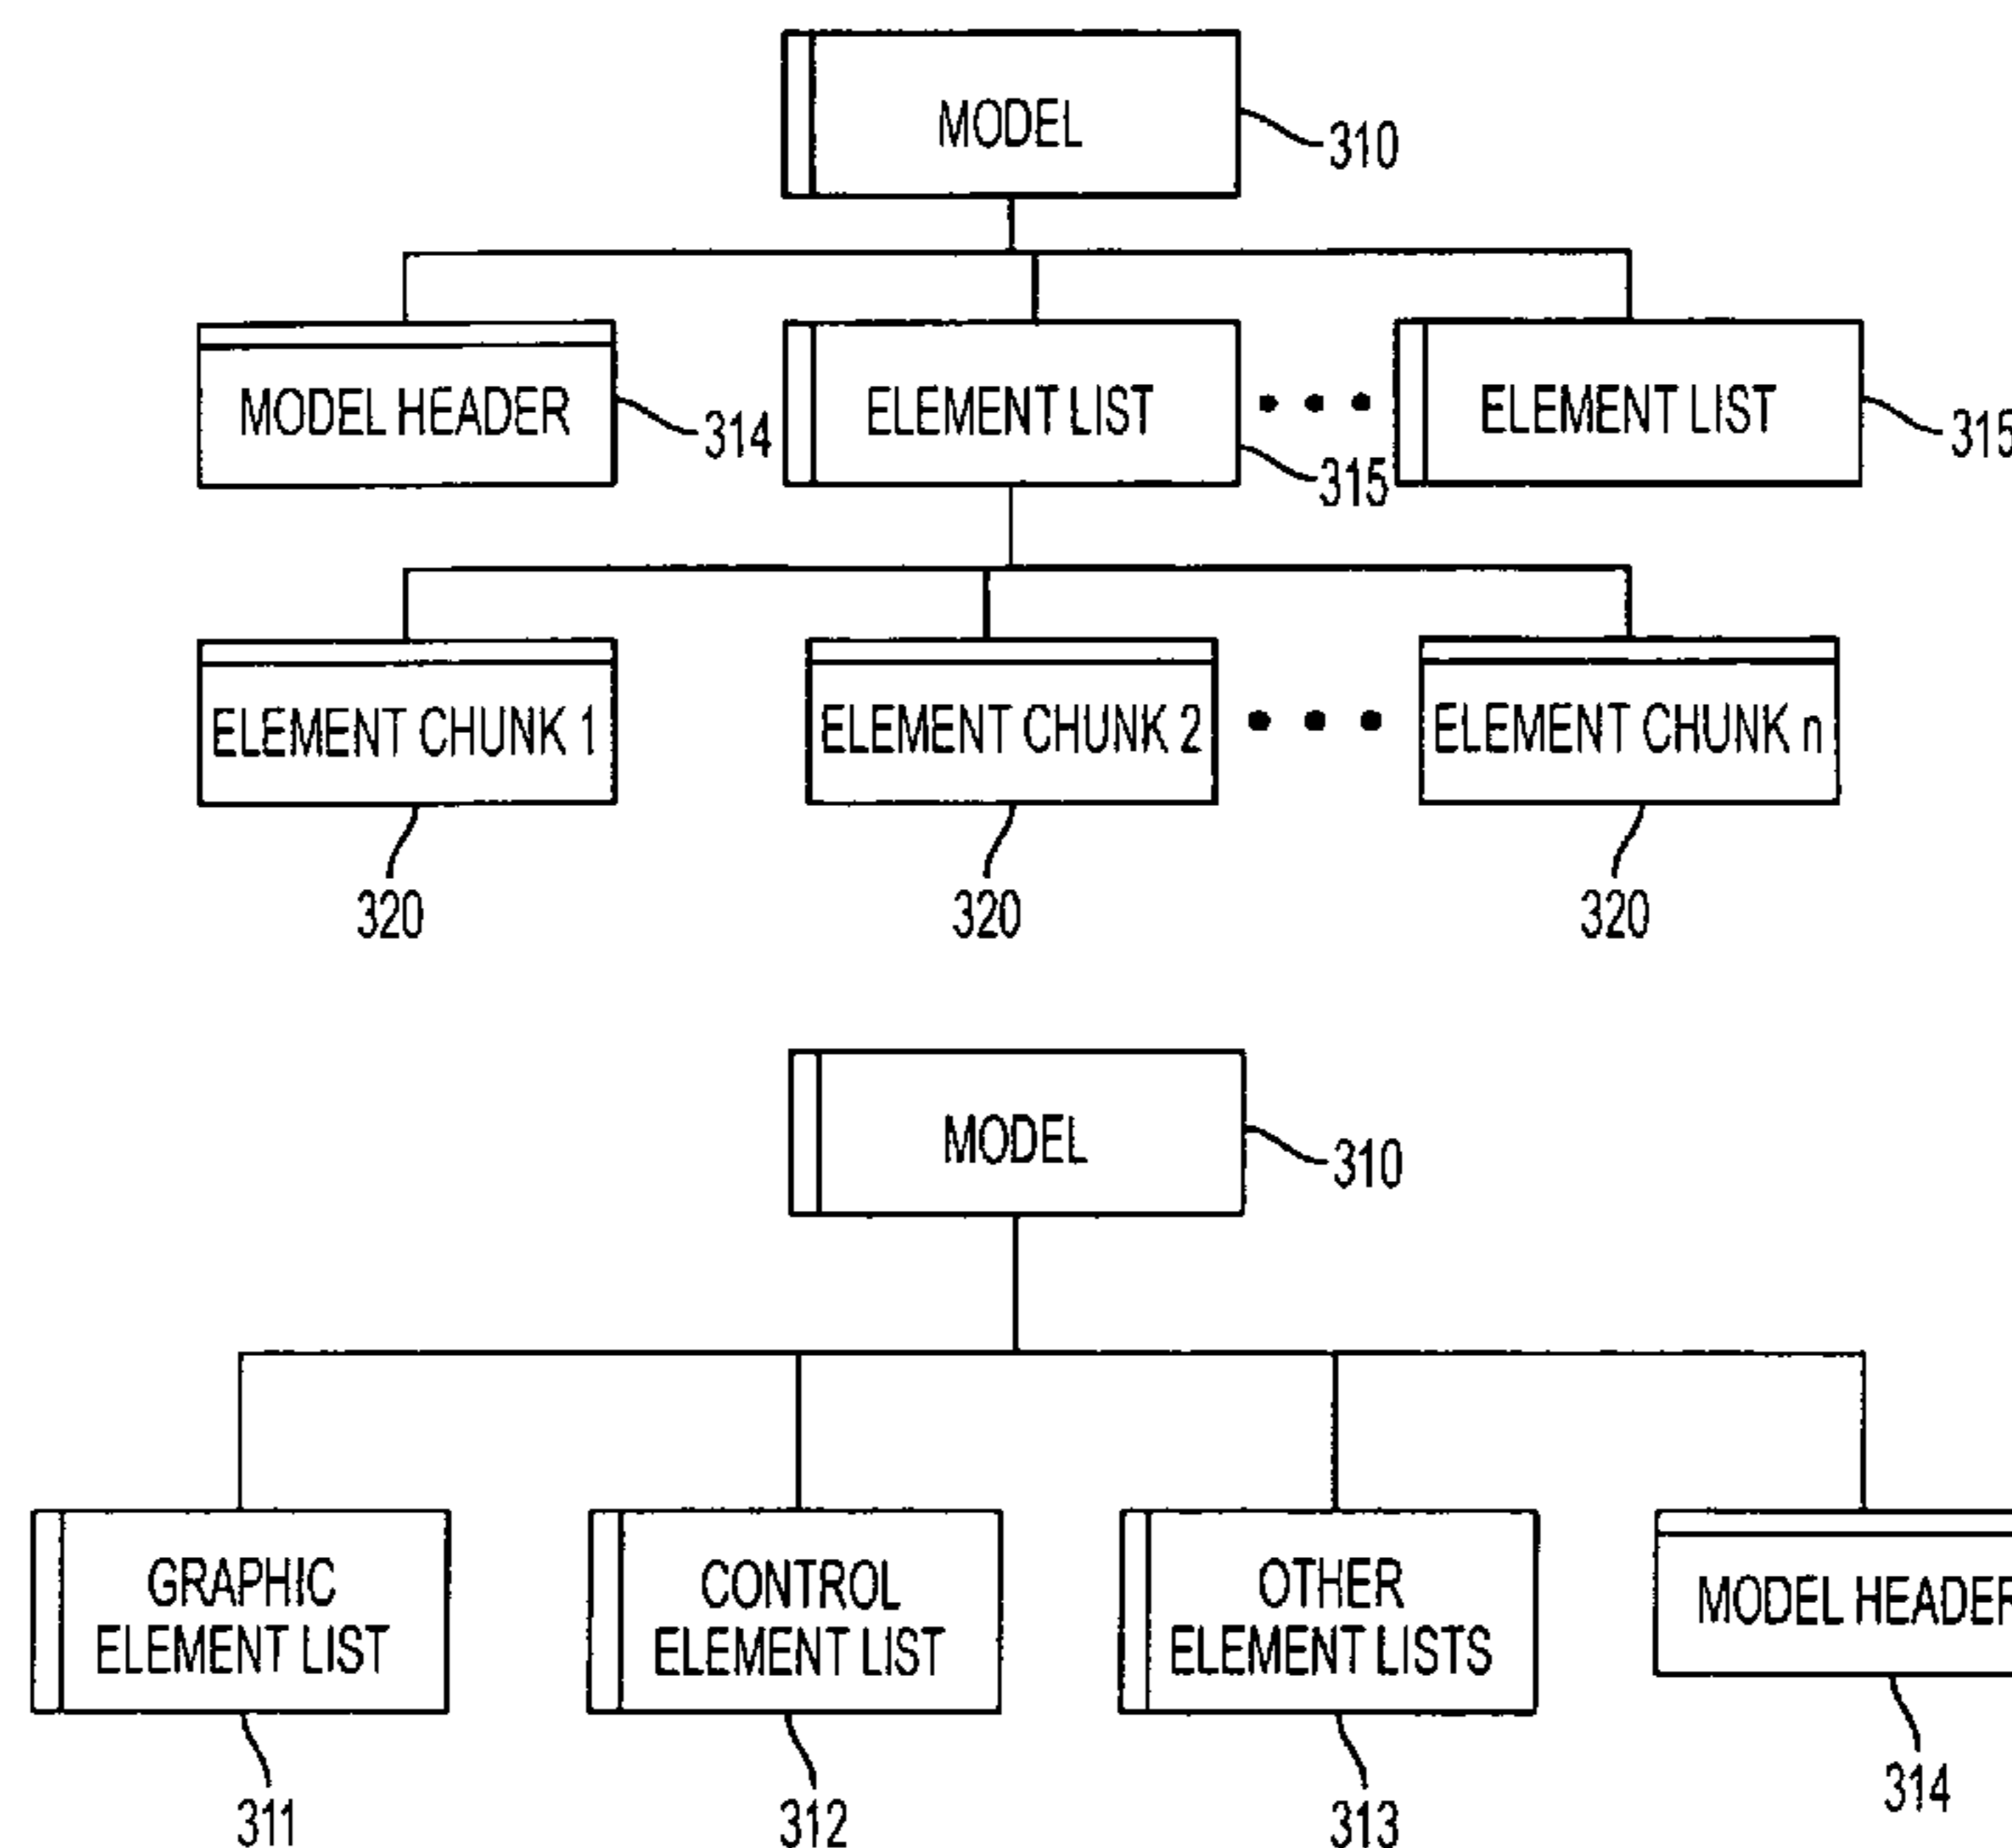 MODEL
310
MODEL HEADER
314
ELEMENT LIST
315
ELEMENT LIST
315
ELEMENT CHUNK 1
320
ELEMENT CHUNK 2
320
ELEMENT CHUNK n
320
MODEL
310
GRAPHIC
ELEMENT LIST
311
CONTROL
ELEMENT LIST
312
OTHER
ELEMENT LISTS
313
MODEL HEADER
314